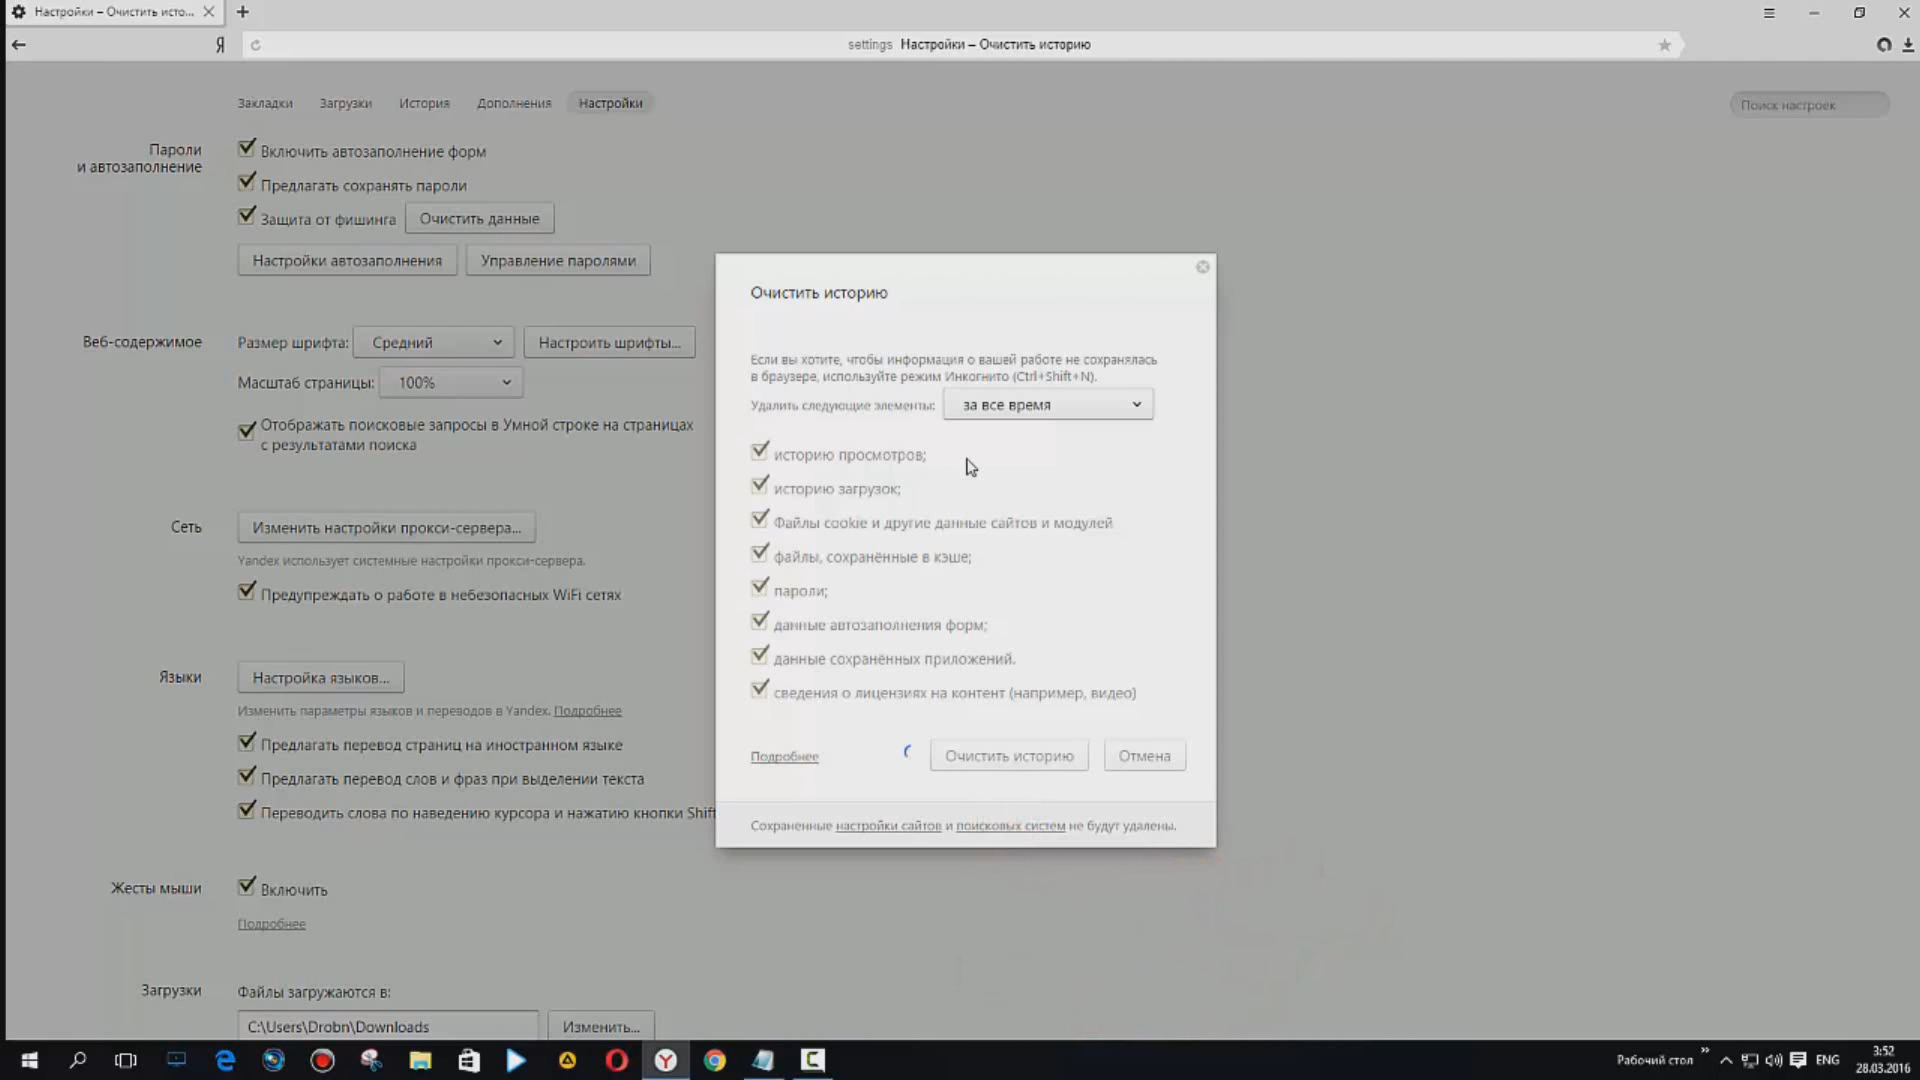 Настройки – Очистить исто...
Я
settings Настройки – Очистить историю
Закладки Загрузки История Дополнения Настройки
Поиск настроек
Пароли
и автозаполнение
Включить автозаполнение форм
Предлагать сохранять пароли
Защита от фишинга Очистить данные
Настройки автозаполнения Управление паролями
Веб-содержимое
Размер шрифта: Средний Настроить шрифты...
Масштаб страницы: 100%
Отображать поисковые запросы в Умной строке на страницах
с результатами поиска
Сеть
Изменить настройки прокси-сервера...
Yandex использует системные настройки прокси-сервера.
Предупреждать о работе в небезопасных WiFi сетях
Языки
Настройка языков...
Изменить параметры языков и переводов в Yandex. Подробнее
Предлагать перевод страниц на иностранном языке
Предлагать перевод слов и фраз при выделении текста
Переводить слова по наведению курсора и нажатию кнопки Shift
Жесты мыши
Включить
Подробнее
Загрузки
Файлы загружаются в:
C:\Users\Drobn\Downloads Изменить...
Очистить историю
Если вы хотите, чтобы информация о вашей работе не сохранялась
в браузере, используйте режим Инкогнито (Ctrl+Shift+N).
Удалить следующие элементы: за все время
историю просмотров;
историю загрузок;
Файлы cookie и другие данные сайтов и модулей
файлы, сохранённые в кэше;
пароли;
данные автозаполнения форм;
данные сохранённых приложений.
сведения о лицензиях на контент (например, видео)
Подробнее Очистить историю Отмена
Сохраненные настройки сайтов и поисковых систем не будут удалены.
Рабочий стол » ENG
3:52
28.03.2016